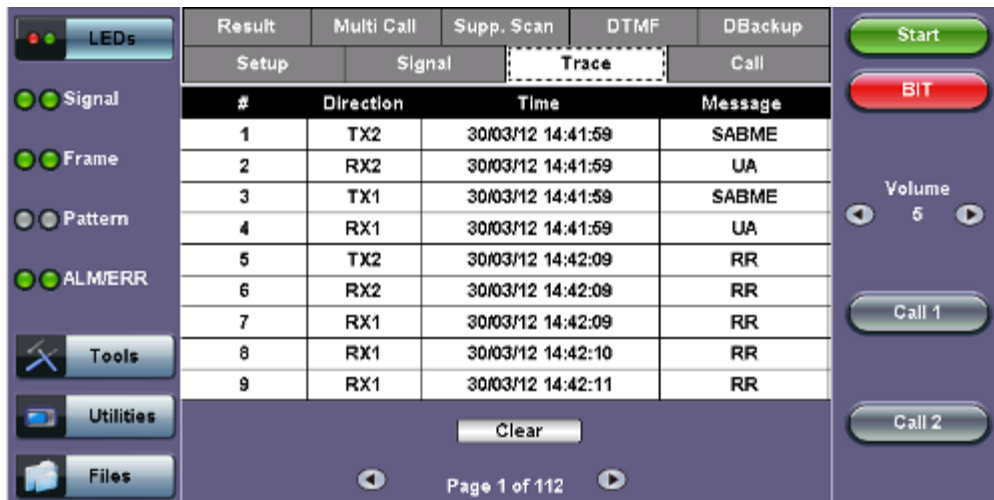 LEDs
Signal
Frame
Pattern
ALM/ERR
Tools
Utilities
Files
Result Multi Call Supp. Scan DTMF DBackup
Setup Signal Trace Call
# Direction Time Message
1 TX2 30/03/12 14:41:59 SABME
2 RX2 30/03/12 14:41:59 UA
3 TX1 30/03/12 14:41:59 SABME
4 RX1 30/03/12 14:41:59 UA
5 TX2 30/03/12 14:42:09 RR
6 RX2 30/03/12 14:42:09 RR
7 RX1 30/03/12 14:42:09 RR
8 RX1 30/03/12 14:42:10 RR
9 RX1 30/03/12 14:42:11 RR
Clear
Page 1 of 112
Start
BIT
Volume
5
Call 1
Call 2